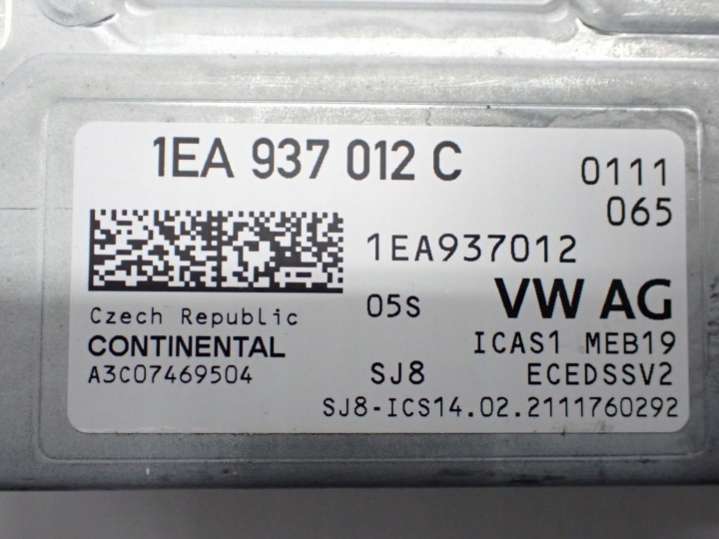 1EA 937 012 C
0111
065
1EA937012
05S
VW AG
Czech Republic
CONTINENTAL
ICAS1 MEB19
A3C07469504
SJ8
ECEDSSV2
SJ8-ICS14.02.2111760292